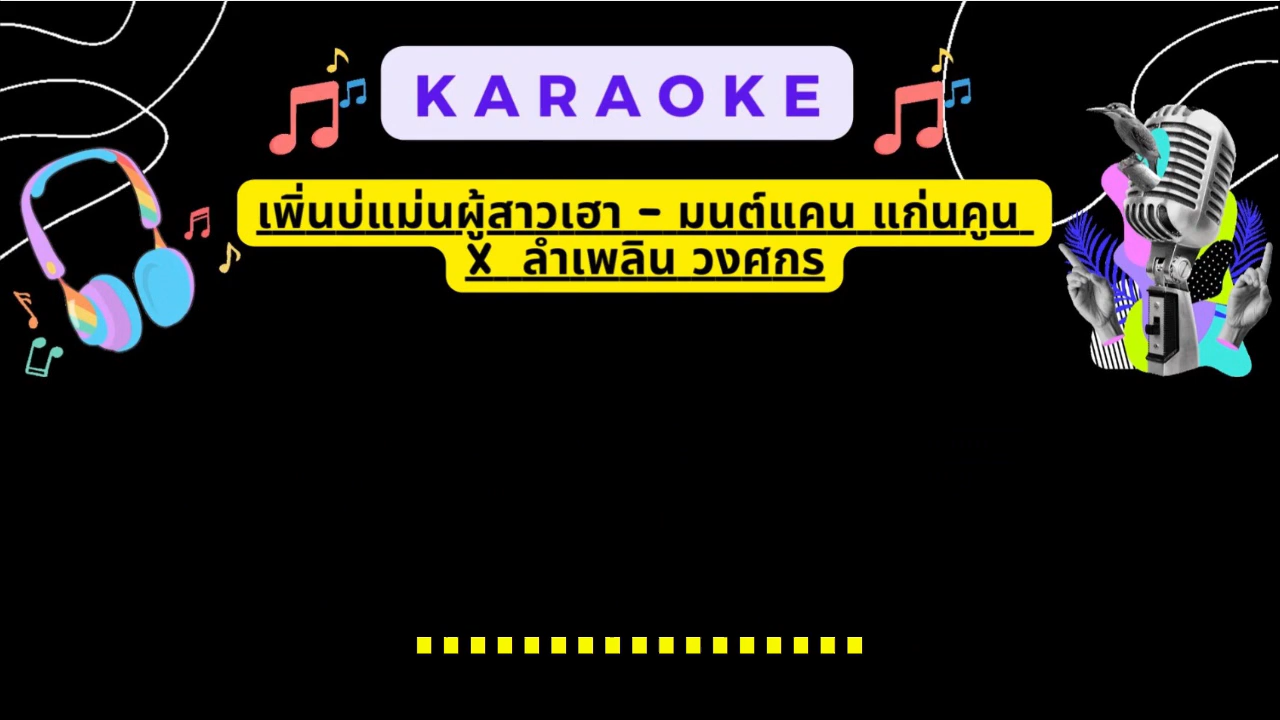 KARAOKE
เพิ่นบ่แม่นผู้สาวเฮา - มนต์แคน แก่นคูน
X ลำเพลิน วงศกร